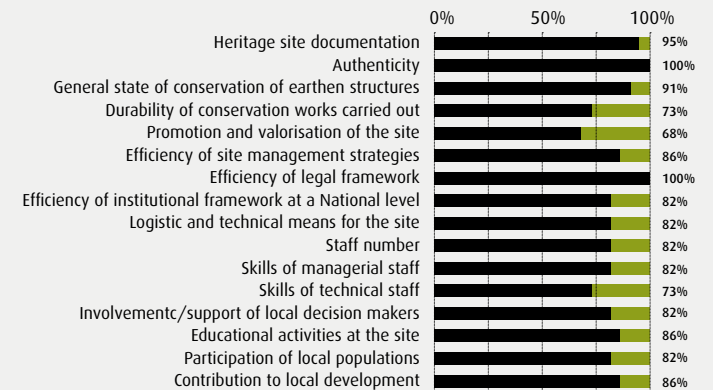 0% 50% 100%
Heritage site documentation 95%
Authenticity 100%
General state of conservation of earthen structures 91%
Durability of conservation works carried out 73%
Promotion and valorisation of the site 68%
Efficiency of site management strategies 86%
Efficiency of legal framework 100%
Efficiency of institutional framework at a National level 82%
Logistic and technical means for the site 82%
Staff number 82%
Skills of managerial staff 82%
Skills of technical staff 73%
Involvementc/support of local decision makers 82%
Educational activities at the site 86%
Participation of local populations 82%
Contribution to local development 86%